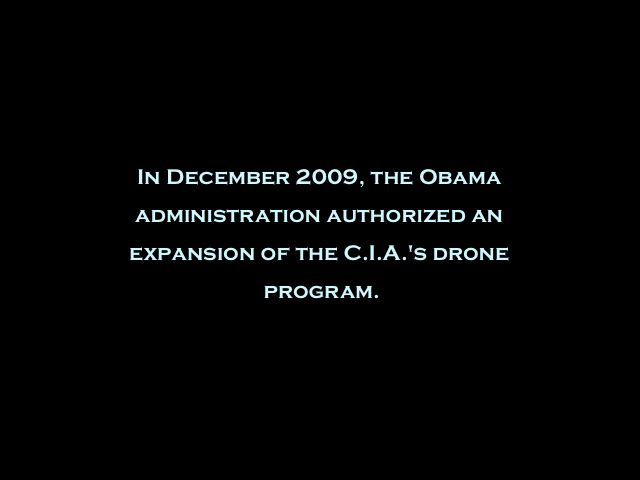 In December 2009, the Obama
administration authorized an
expansion of the C.I.A.'s drone
program.